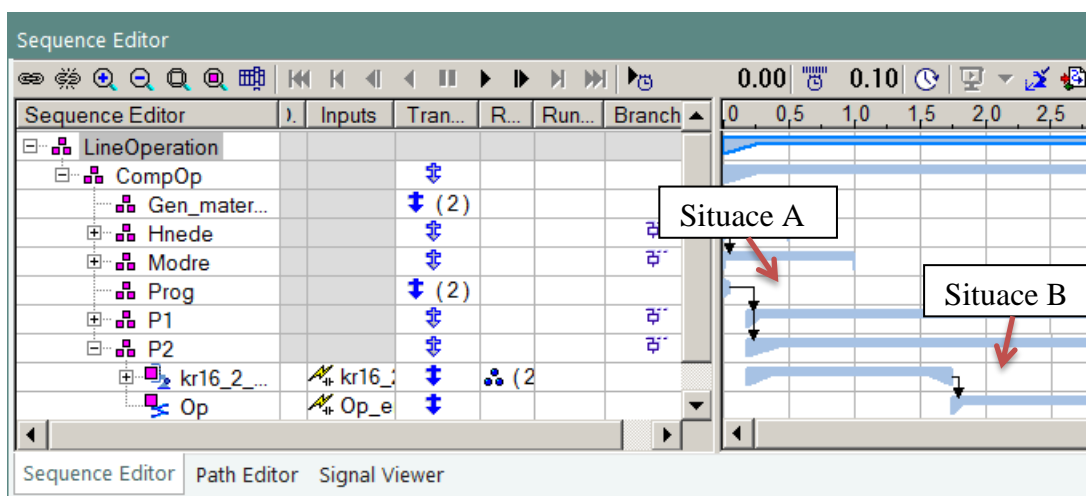 Sequence Editor
0.00 0.10
Sequence Editor ). Inputs Tran... R... Run... Branch 0 0,5 1,0 1,5 2,0 2,5
LineOperation
CompOp
Gen_mater... (2)
Situace A
Hnede
Modre
Prog (2)
Situace B
P1
P2
kr16_2_... kr16_2 (2
Op Op_e
Sequence Editor Path Editor Signal Viewer